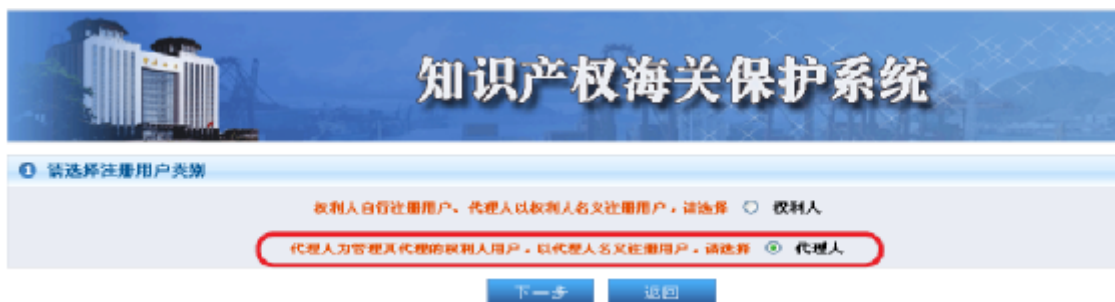 知识产权海关保护系统
1 请选择注册用户类别
权利人自行注册用户、代理人以权利人名义注册用户，请选择 权利人
代理人为管理其代理的权利人用户，以代理人名义注册用户，请选择 代理人
下一步 返回